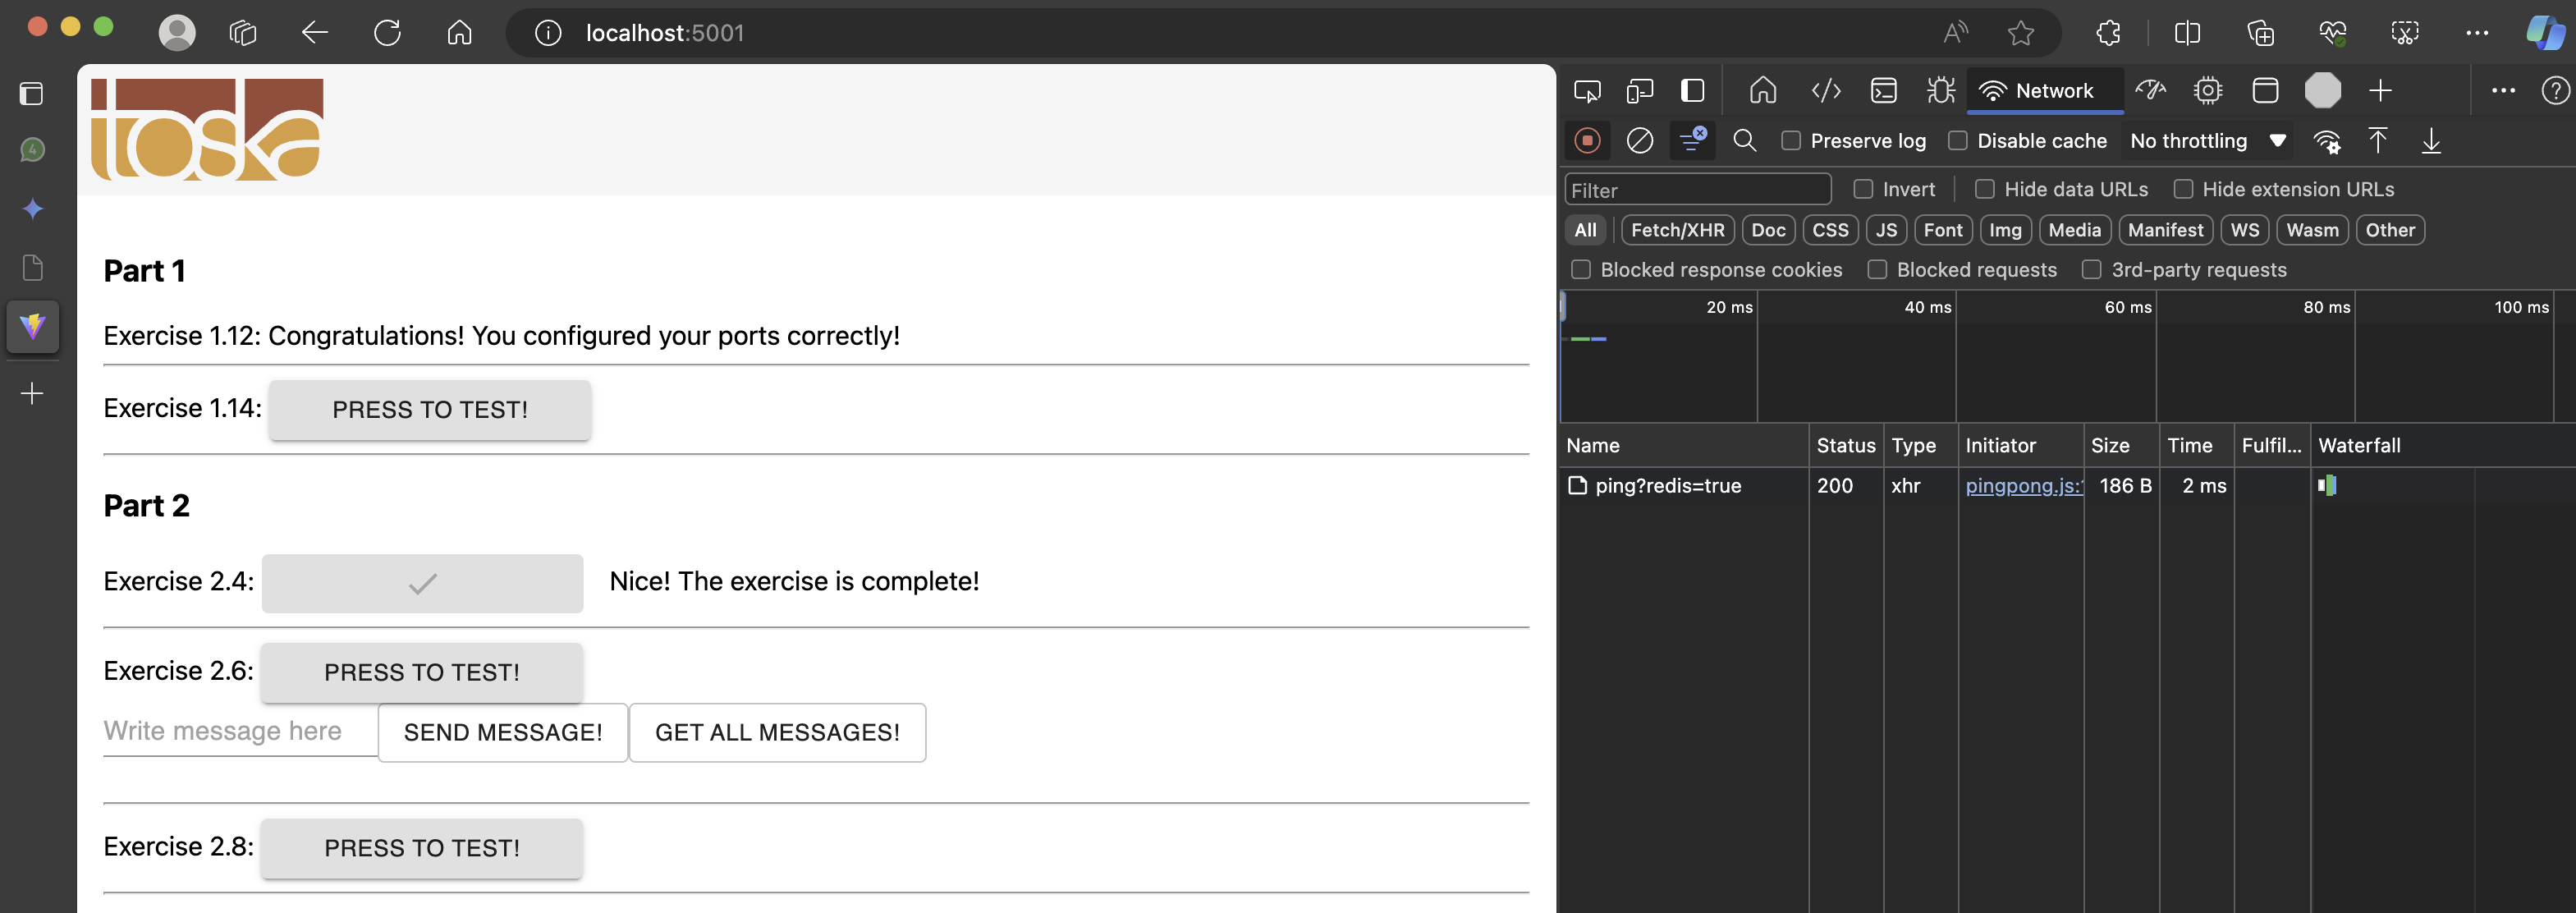 localhost:5001
toska
Part 1
Exercise 1.12: Congratulations! You configured your ports correctly!
Exercise 1.14: PRESS TO TEST!
Part 2
Exercise 2.4: Nice! The exercise is complete!
Exercise 2.6: PRESS TO TEST!
Write message here SEND MESSAGE! GET ALL MESSAGES!
Exercise 2.8: PRESS TO TEST!
4
Network
Preserve log Disable cache No throttling
Filter Invert Hide data URLs Hide extension URLs
All Fetch/XHR Doc CSS JS Font Img Media Manifest WS Wasm Other
Blocked response cookies Blocked requests 3rd-party requests
20 ms 40 ms 60 ms 80 ms 100 ms
Name Status Type Initiator Size Time Fulfil... Waterfall
ping?redis=true 200 xhr pingpong.js: 186 B 2 ms